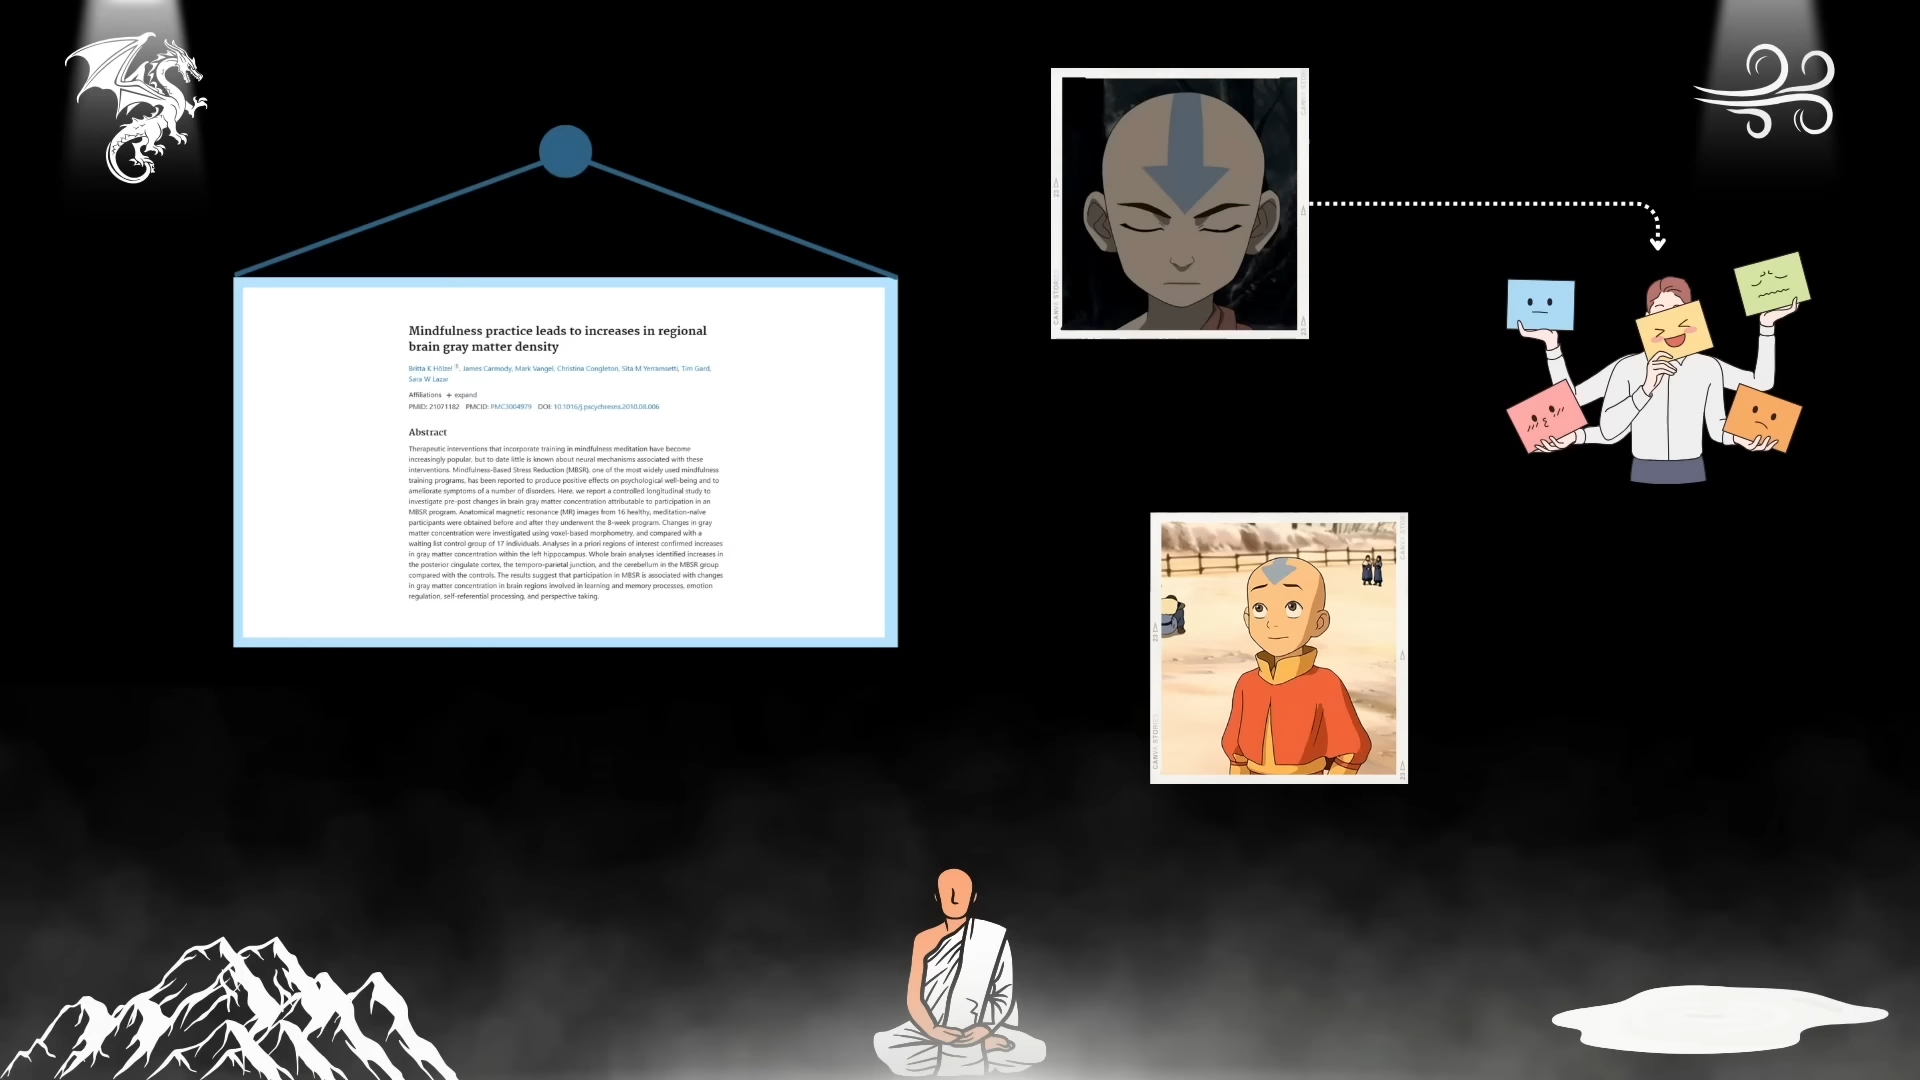 Mindfulness practice leads to increases in regional
brain gray matter density
Britta K Hölzel, James Carmody, Mark Vangel, Christina Congleton, Sita M Yerramsetti, Tim Gard,
Sara W Lazar
Affiliations + expand
PMID: 21071182 PMCID: PMC3004979 DOI: 10.1016/j.pscychresns.2010.08.006
Abstract
Therapeutic interventions that incorporate training in mindfulness meditation have become
increasingly popular, but to date little is known about neural mechanisms associated with these
interventions. Mindfulness-Based Stress Reduction (MBSR), one of the most widely used mindfulness
training programs, has been reported to produce positive effects on psychological well-being and to
ameliorate symptoms of a number of disorders. Here, we report a controlled longitudinal study to
investigate pre-post changes in brain gray matter concentration attributable to participation in an
MBSR program. Anatomical magnetic resonance (MR) images from 16 healthy, meditation-naïve
participants were obtained before and after they underwent the 8-week program. Changes in gray
matter concentration were investigated using voxel-based morphometry, and compared with a
waiting list control group of 17 individuals. Analyses in a priori regions of interest confirmed increases
in gray matter concentration within the left hippocampus. Whole brain analyses identified increases in
the posterior cingulate cortex, the temporo-parietal junction, and the cerebellum in the MBSR group
compared with the controls. The results suggest that participation in MBSR is associated with changes
in gray matter concentration in brain regions involved in learning and memory processes, emotion
regulation, self-referential processing, and perspective taking.
CANVA STORIES
23
23
CANVA STORIES
23
23